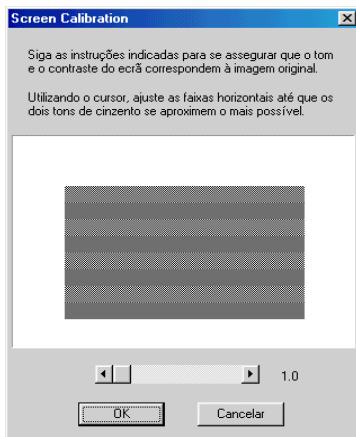 Screen Calibration
Siga as instruções indicadas para se assegurar que o tom
e o contraste do ecrã correspondem à imagem original.
Utilizando o cursor, ajuste as faixas horizontais até que os
dois tons de cinzento se aproximem o mais possível.
1.0
OK
Cancelar